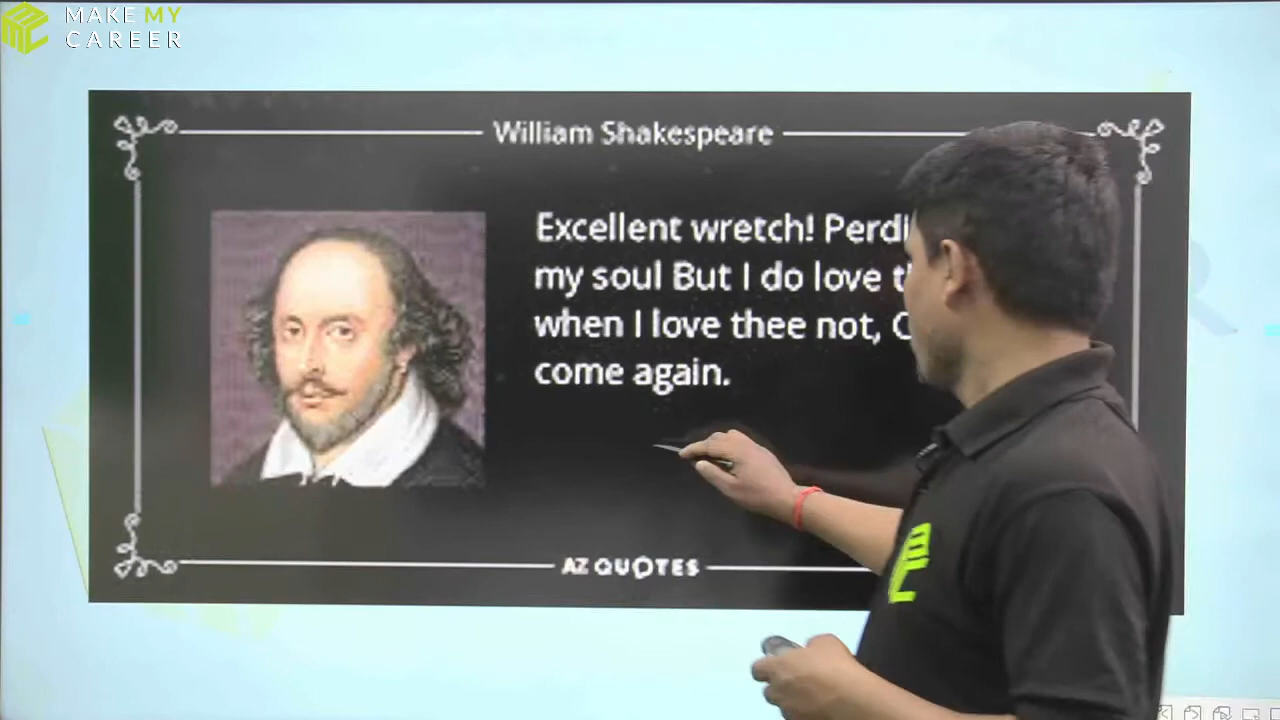 MAKE MY
CAREER
William Shakespeare
Excellent wretch!
my soul But I do love
when I love thee not,
come again.
AZ QUOTES